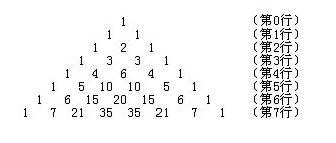 1 (第0行)
1 1 (第1行)
1 2 1 (第2行)
1 3 3 1 (第3行)
1 4 6 4 1 (第4行)
1 5 10 10 5 1 (第5行)
1 6 15 20 15 6 1 (第6行)
1 7 21 35 35 21 7 1 (第7行)